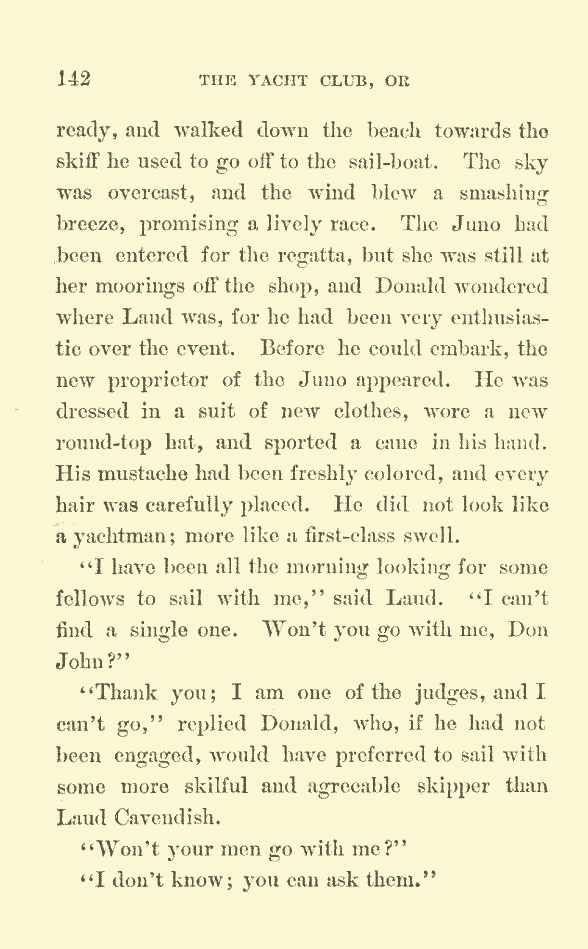 142 THE YACHT CLUB, OR
ready, and walked down the beach towards the
skiff he used to go off to the sail-boat. The sky
was overcast, and the wind blew a smashing
breeze, promising a lively race. The Juno had
been entered for the regatta, but she was still at
her moorings off the shop, and Donald wondered
where Laud was, for he had been very enthusias-
tic over the event. Before he could embark, the
new proprietor of the Juno appeared. He was
dressed in a suit of new clothes, wore a new
round-top hat, and sported a cane in his hand.
His mustache had been freshly colored, and every
hair was carefully placed. He did not look like
a yachtman; more like a first-class swell.
"I have been all the morning looking for some
fellows to sail with me," said Laud. "I can't
find a single one. Won't you go with me, Don
John?"
"Thank you; I am one of the judges, and I
can't go," replied Donald, who, if he had not
been engaged, would have preferred to sail with
some more skilful and agreeable skipper than
Laud Cavendish.
"Won't your men go with me?"
"I don't know; you can ask them."